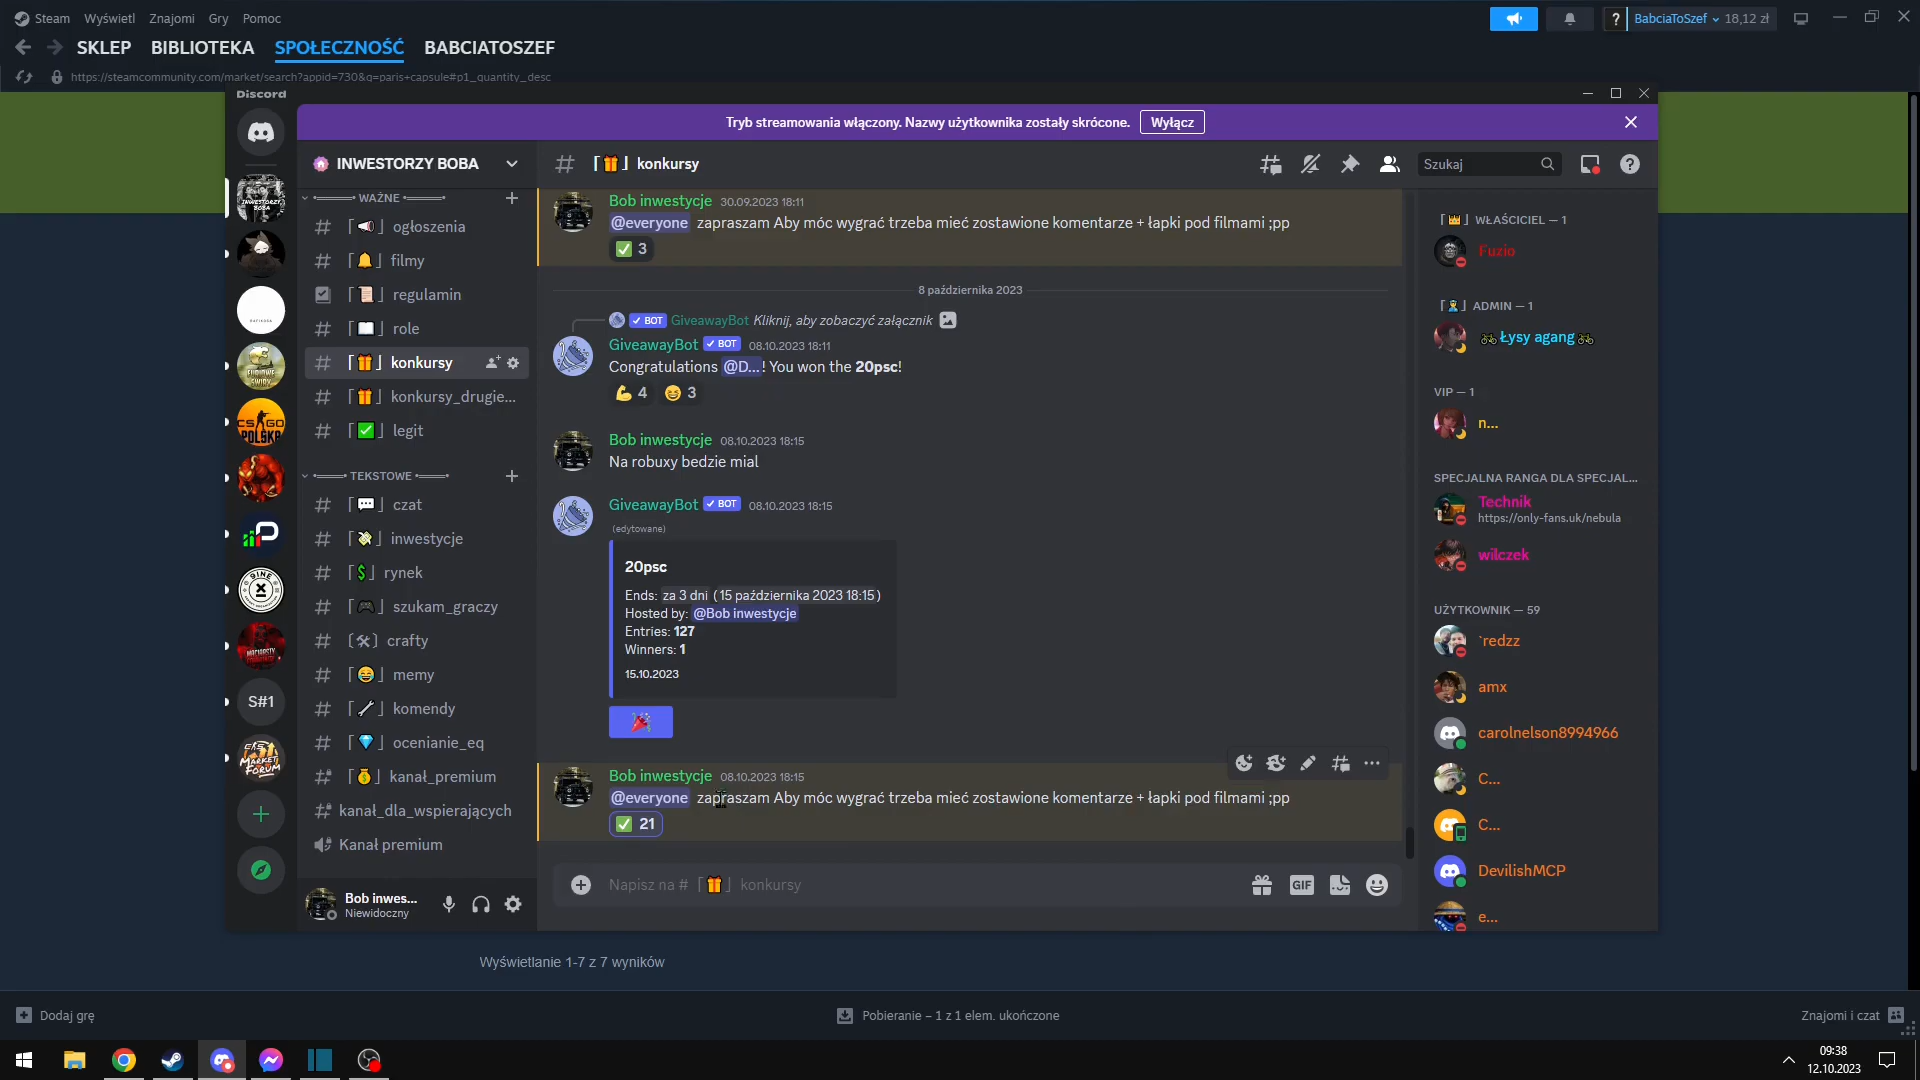 Steam Wyświetl Znajomi Gry Pomoc
? BabciaToSzef 18,12 zł
SKLEP BIBLIOTEKA SPOŁECZNOŚĆ BABCIATOSZEF
https://steamcommunity.com/market/search?appid=730&q=paris+capsule#p1_quantity_desc
Discord
Tryb streamowania włączony. Nazwy użytkownika zostały skrócone. Wyłącz
INWESTORZY BOBA
konkursy
Szukaj
WAŻNE
ogłoszenia
filmy
regulamin
role
konkursy
konkursy_drugie...
legit
TEKSTOWE
czat
inwestycje
rynek
szukam_graczy
crafty
memy
komendy
ocenianie_eq
kanał_premium
kanał_dla_wspierających
Kanał premium
S#1
Bob inwes...
Niewidoczny
Bob inwestycje 30.09.2023 18:11
@everyone zapraszam Aby móc wygrać trzeba mieć zostawione komentarze + łapki pod filmami ;pp
3
8 października 2023
BOT GiveawayBot Kliknij, aby zobaczyć załącznik
GiveawayBot BOT 08.10.2023 18:11
Congratulations @D...! You won the 20psc!
4 3
Bob inwestycje 08.10.2023 18:15
Na robuxy bedzie mial
GiveawayBot BOT 08.10.2023 18:15
(edytowane)
20psc
Ends: za 3 dni (15 października 2023 18:15)
Hosted by: @Bob inwestycje
Entries: 127
Winners: 1
15.10.2023
Bob inwestycje 08.10.2023 18:15
@everyone zapraszam Aby móc wygrać trzeba mieć zostawione komentarze + łapki pod filmami ;pp
21
Napisz na # konkursy
GIF
WŁAŚCICIEL — 1
Fuzio
ADMIN — 1
Łysy agang
VIP — 1
n...
SPECJALNA RANGA DLA SPECJAL...
Technik
https://only-fans.uk/nebula
wilczek
UŻYTKOWNIK — 59
`redzz
amx
carolnelson8994966
C...
C...
DevilishMCP
e...
Wyświetlanie 1-7 z 7 wyników
Dodaj grę
Pobieranie – 1 z 1 elem. ukończone
Znajomi i czat
09:38
12.10.2023